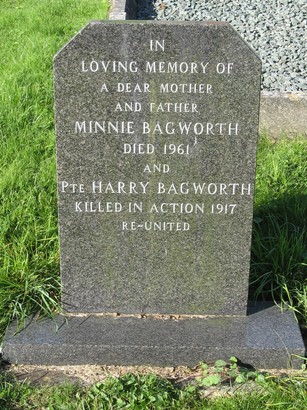 IN
LOVING MEMORY OF
A DEAR MOTHER
AND FATHER
MINNIE BAGWORTH
DIED 1961
AND
PTE HARRY BAGWORTH
KILLED IN ACTION 1917
RE-UNITED